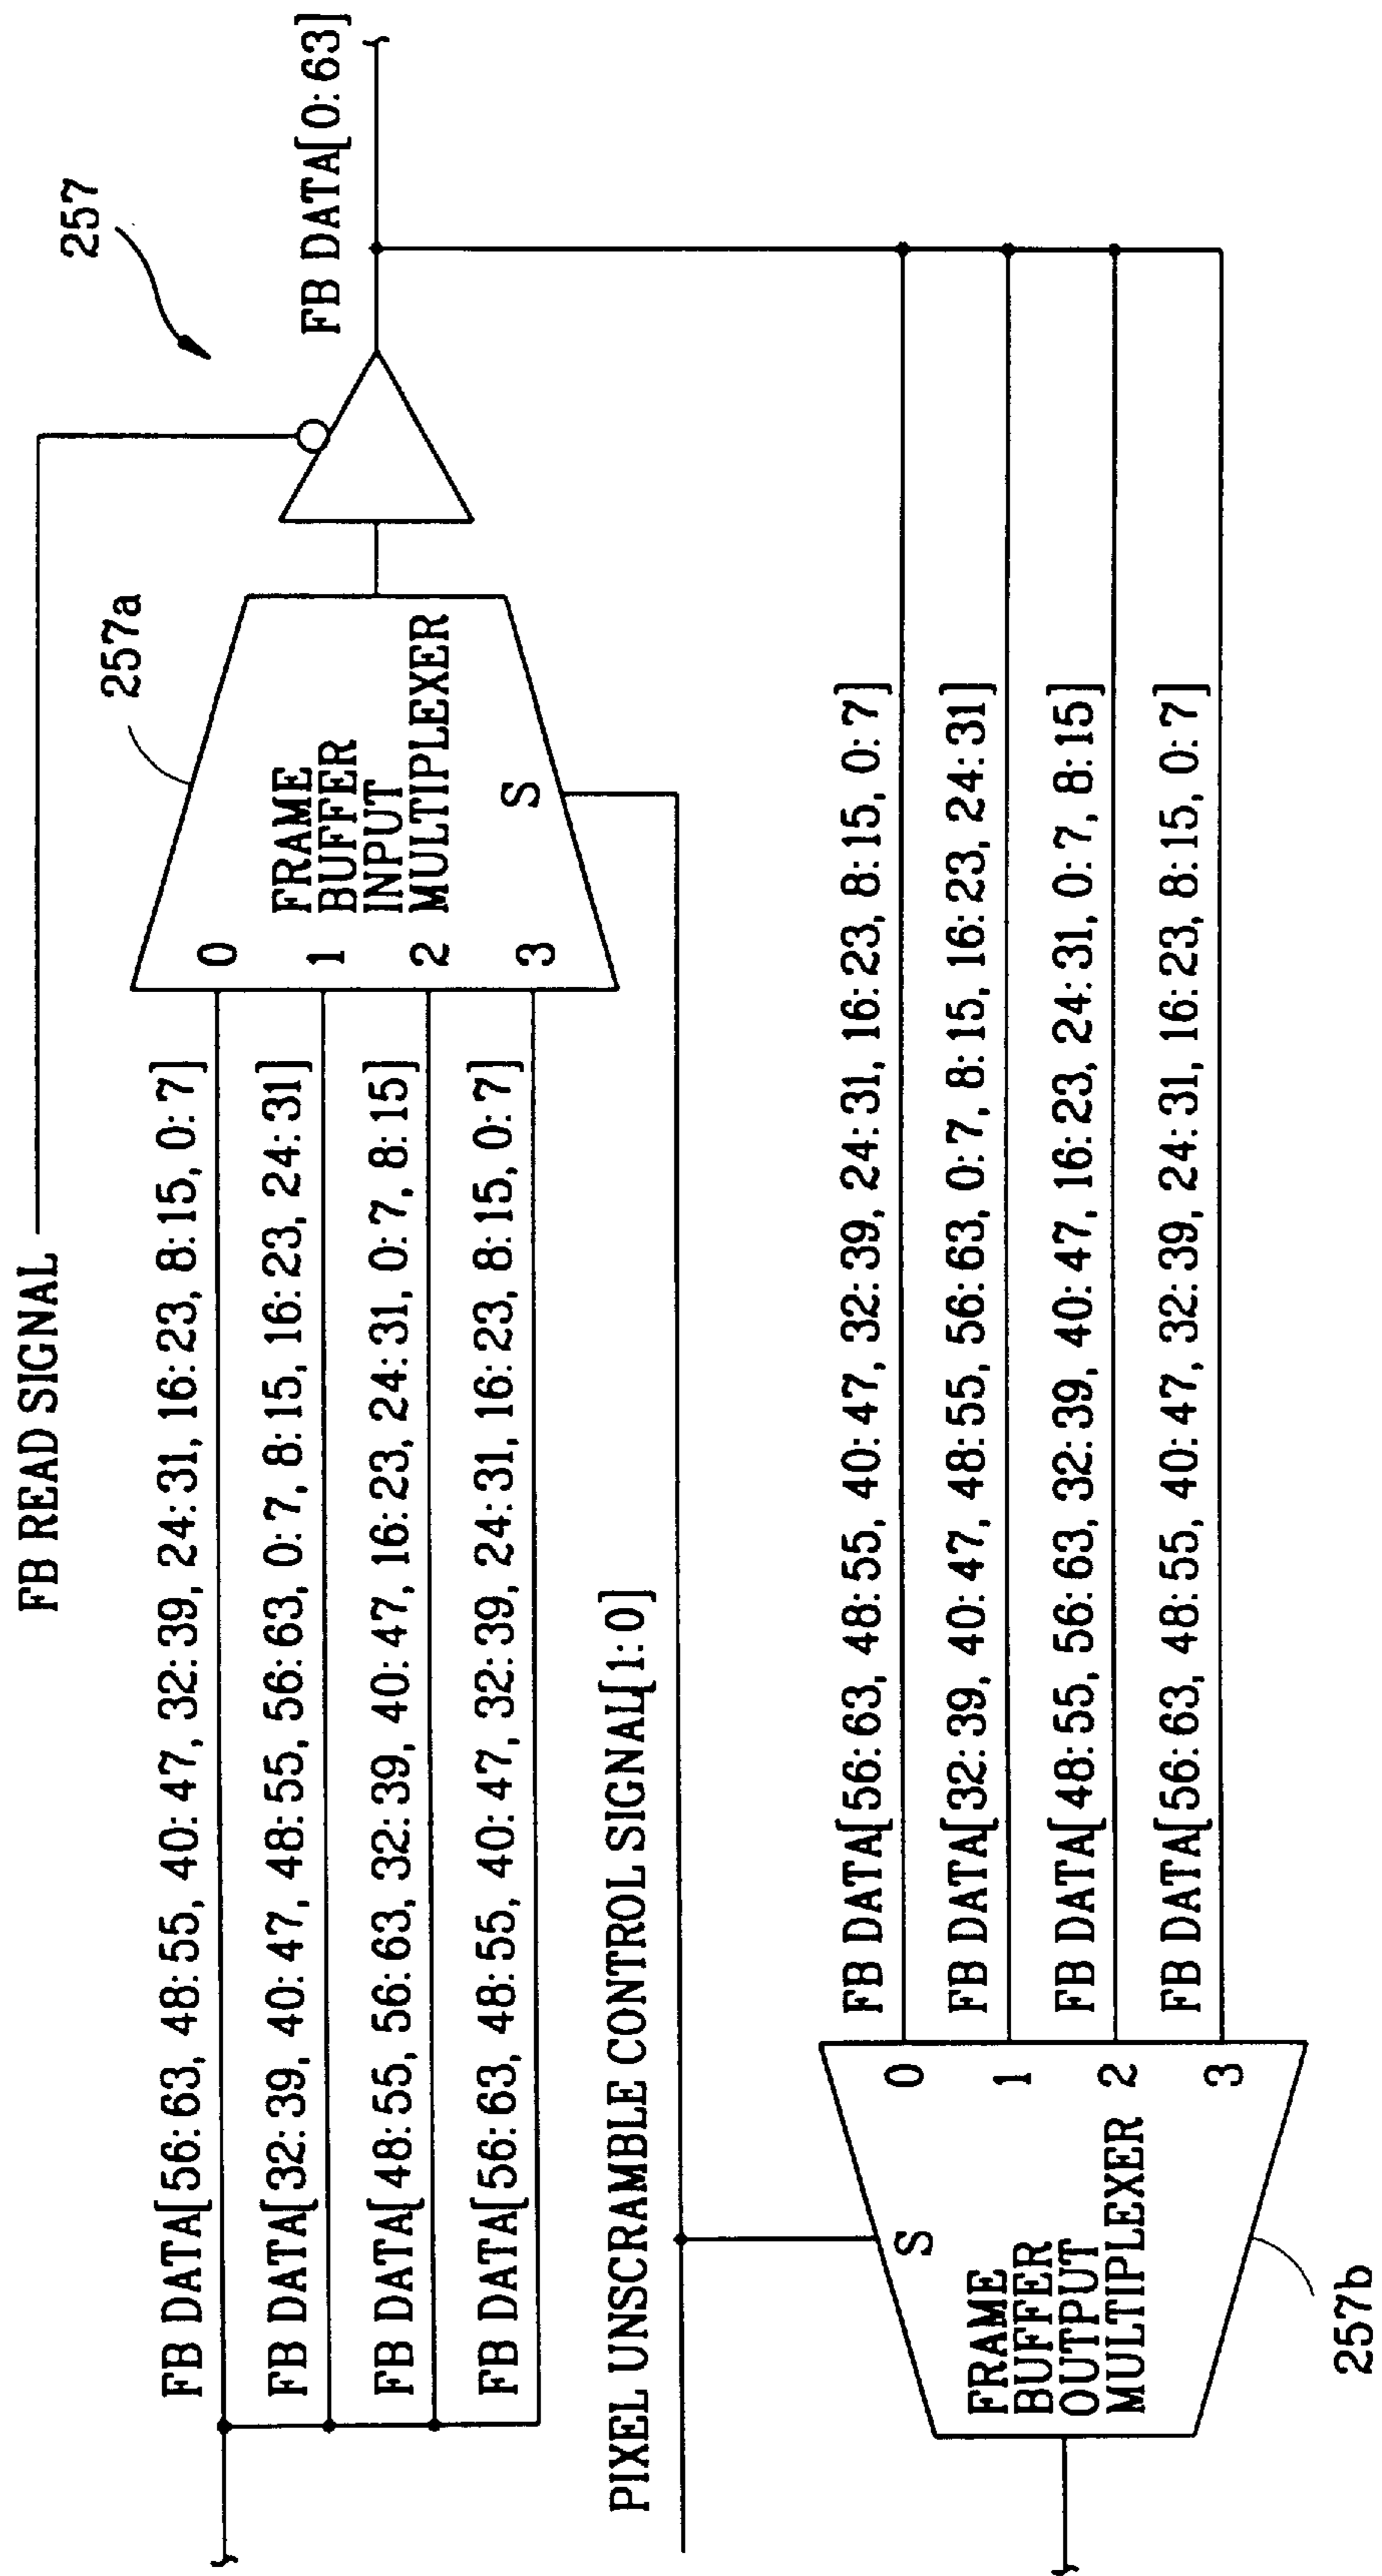 FB READ SIGNAL
257
FB DATA[0:63]
257a
FB DATA[56:63, 48:55, 40:47, 32:39, 24:31, 16:23, 8:15, 0:7]
FB DATA[32:39, 40:47, 48:55, 56:63, 0:7, 8:15, 16:23, 24:31]
FB DATA[48:55, 56:63, 32:39, 40:47, 16:23, 24:31, 0:7, 8:15]
FB DATA[56:63, 48:55, 40:47, 32:39, 24:31, 16:23, 8:15, 0:7]
0
1
2
3
FRAME
BUFFER
INPUT
MULTIPLEXER
S
PIXEL UNSCRAMBLE CONTROL SIGNAL[1:0]
S
FRAME
BUFFER
OUTPUT
MULTIPLEXER
0
1
2
3
FB DATA[56:63, 48:55, 40:47, 32:39, 24:31, 16:23, 8:15, 0:7]
FB DATA[32:39, 40:47, 48:55, 56:63, 0:7, 8:15, 16:23, 24:31]
FB DATA[48:55, 56:63, 32:39, 40:47, 16:23, 24:31, 0:7, 8:15]
FB DATA[56:63, 48:55, 40:47, 32:39, 24:31, 16:23, 8:15, 0:7]
257b